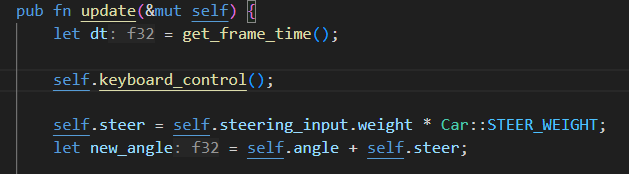 pub fn update(&mut self) {
let dt: f32 = get_frame_time();
self.keyboard_control();
self.steer = self.steering_input.weight * Car::STEER_WEIGHT;
let new_angle: f32 = self.angle + self.steer;